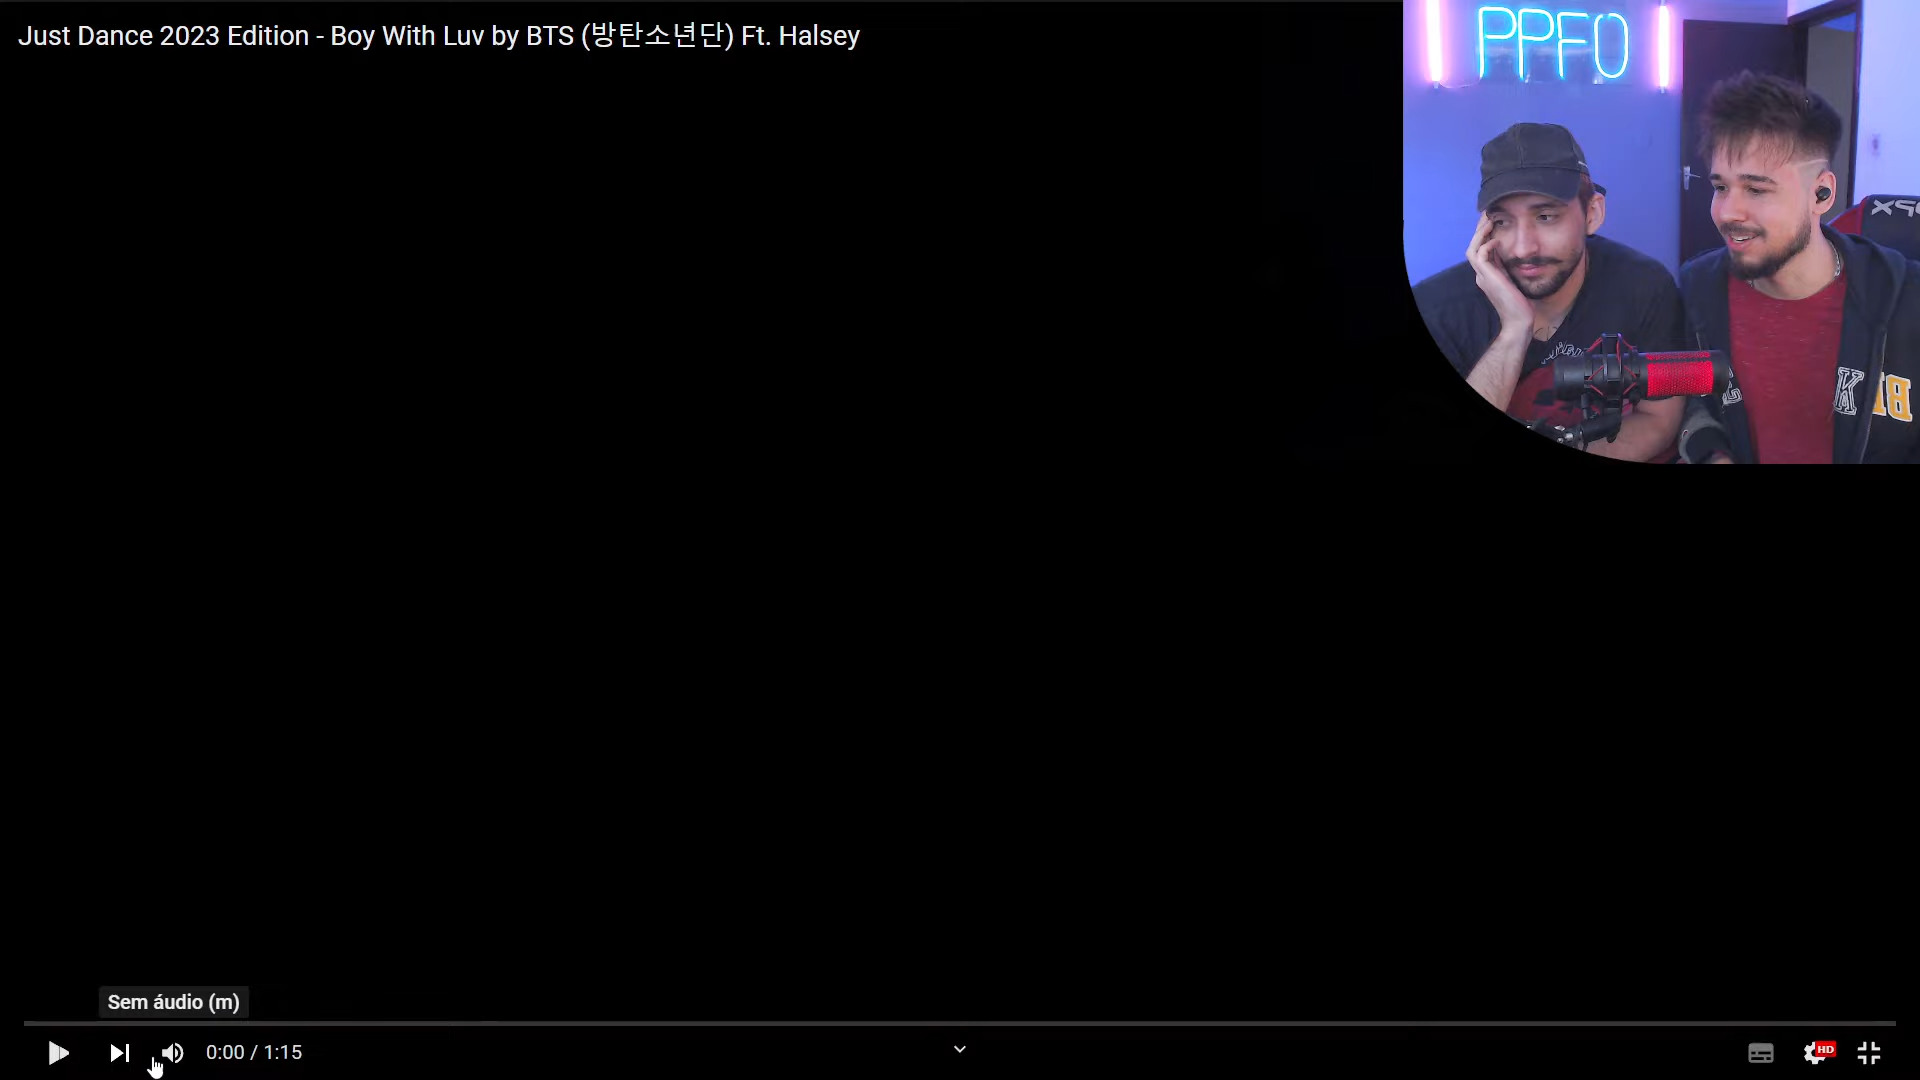 Just Dance 2023 Edition - Boy With Luv by BTS (방탄소년단) Ft. Halsey
PPFO
K
Sem áudio (m)
0:00 / 1:15
HD